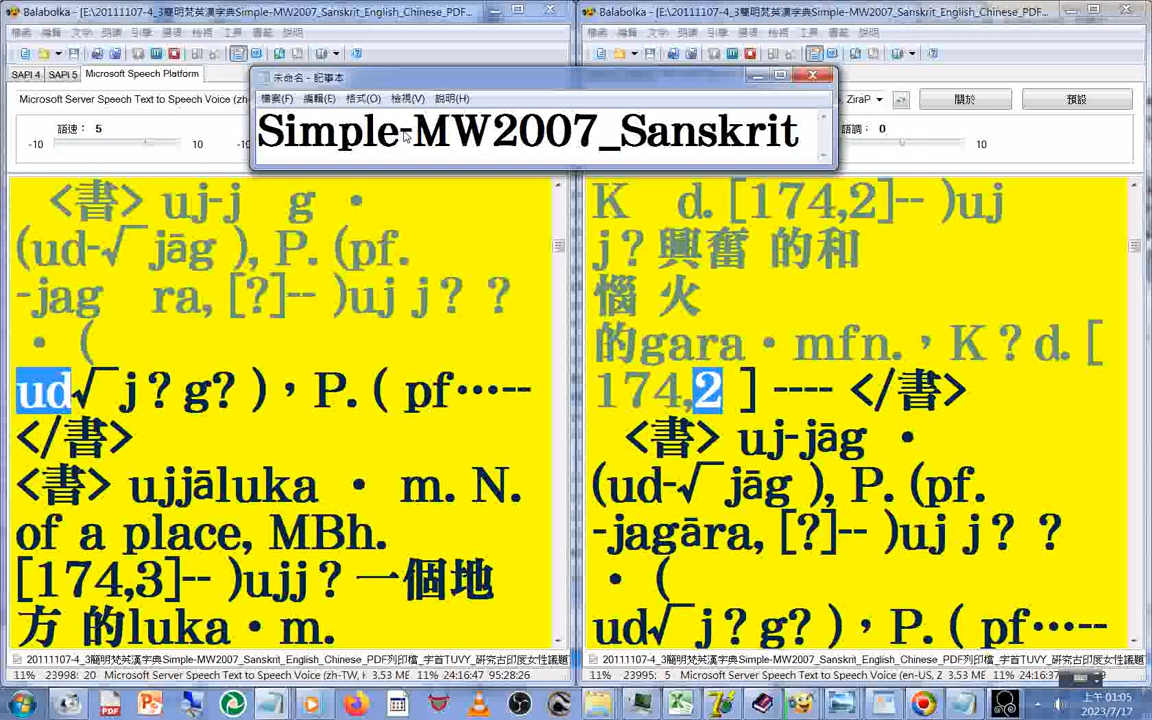 Balabolka - [E:\20111107-4_3簡明梵英漢字典Simple-MW2007_Sanskrit_English_Chinese_PDF...
SAPI 4 SAPI 5 Microsoft Speech Platform
Microsoft Server Speech Text to Speech Voice (zh-
語速： 5
-10 10 -10
<書> uj-j g •
(ud-√ jāg ), P. (pf.
-jag ra, [?]-- )uj j？？
•（
ud√ j？g?），P.（ pf…--
</書>
<書> ujjāluka • m. N.
of a place, MBh.
[174,3]-- )ujj？一個地
方 的luka • m.
20111107-4_3簡明梵英漢字典Simple-MW2007_Sanskrit_English_Chinese_PDF列印檔_字首TUVY_研究古印度女性議題
11% 23998: 20 Microsoft Server Speech Text to Speech Voice (zh-TW, H 3.53 ME 24:16:47 95:28:26
未命名 - 記事本
檔案(F) 編輯(E) 格式(O) 檢視(V) 說明(H)
Simple-MW2007_Sanskrit
Balabolka - [E:\20111107-4_3簡明梵英漢字典Simple-MW2007_Sanskrit_English_Chinese_PDF...
ZiraP 關於 預設
語調： 0
10
K d. [174,2]-- )uj
j？興奮 的和
惱 火
的gara • mfn.，K？d.［
174,2 ］---- </書>
<書> uj-jāg •
(ud-√ jāg ), P. (pf.
-jagāra, [?]-- )uj j？？
•（
ud√ j？g?），P.（ pf…--
20111107-4_3簡明梵英漢字典Simple-MW2007_Sanskrit_English_Chinese_PDF列印檔_字首TUVY_研究古印度女性議題
11% 23995: 5 Microsoft Server Speech Text to Speech Voice (en-US, Z 3.53 ME 24:16:47
上午 01:05
2023/7/17